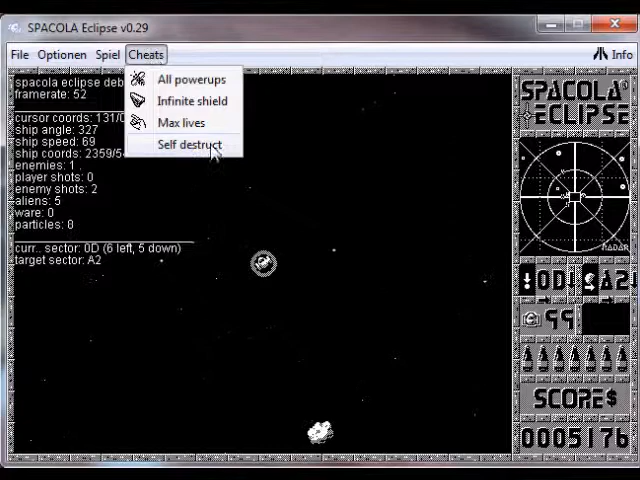 SPACOLA Eclipse v0.29
File Optionen Spiel Cheats Info
All powerups
Infinite shield
Max lives
Self destruct
spacola eclipse deb
framerate: 52
cursor coords: 131/0
ship angle: 327
ship speed: 69
ship coords: 2359/54
enemies: 1
player shots: 0
enemy shots: 2
aliens: 5
ware: 0
particles: 8
curr.. sector: 0D (6 left, 5 down)
target sector: A2
SPACOLA
ECLIPSE
RADAR
0D A2
99
SCORE$
0005176